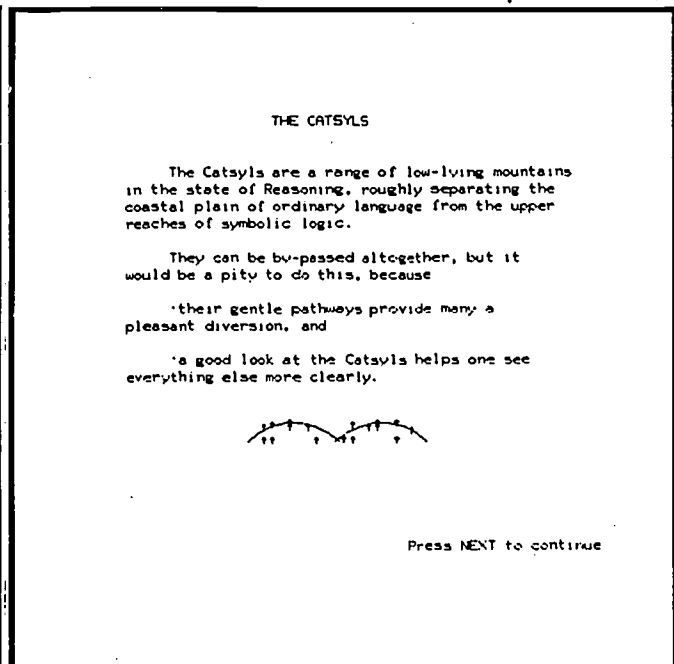 THE CATSYLS
The Catsyls are a range of low-lying mountains
in the state of Reasoning, roughly separating the
coastal plain of ordinary language from the upper
reaches of symbolic logic.
They can be by-passed altogether, but it
would be a pity to do this, because
·their gentle pathways provide many a
pleasant diversion, and
·a good look at the Catsyls helps one see
everything else more clearly.
Press NEXT to continue